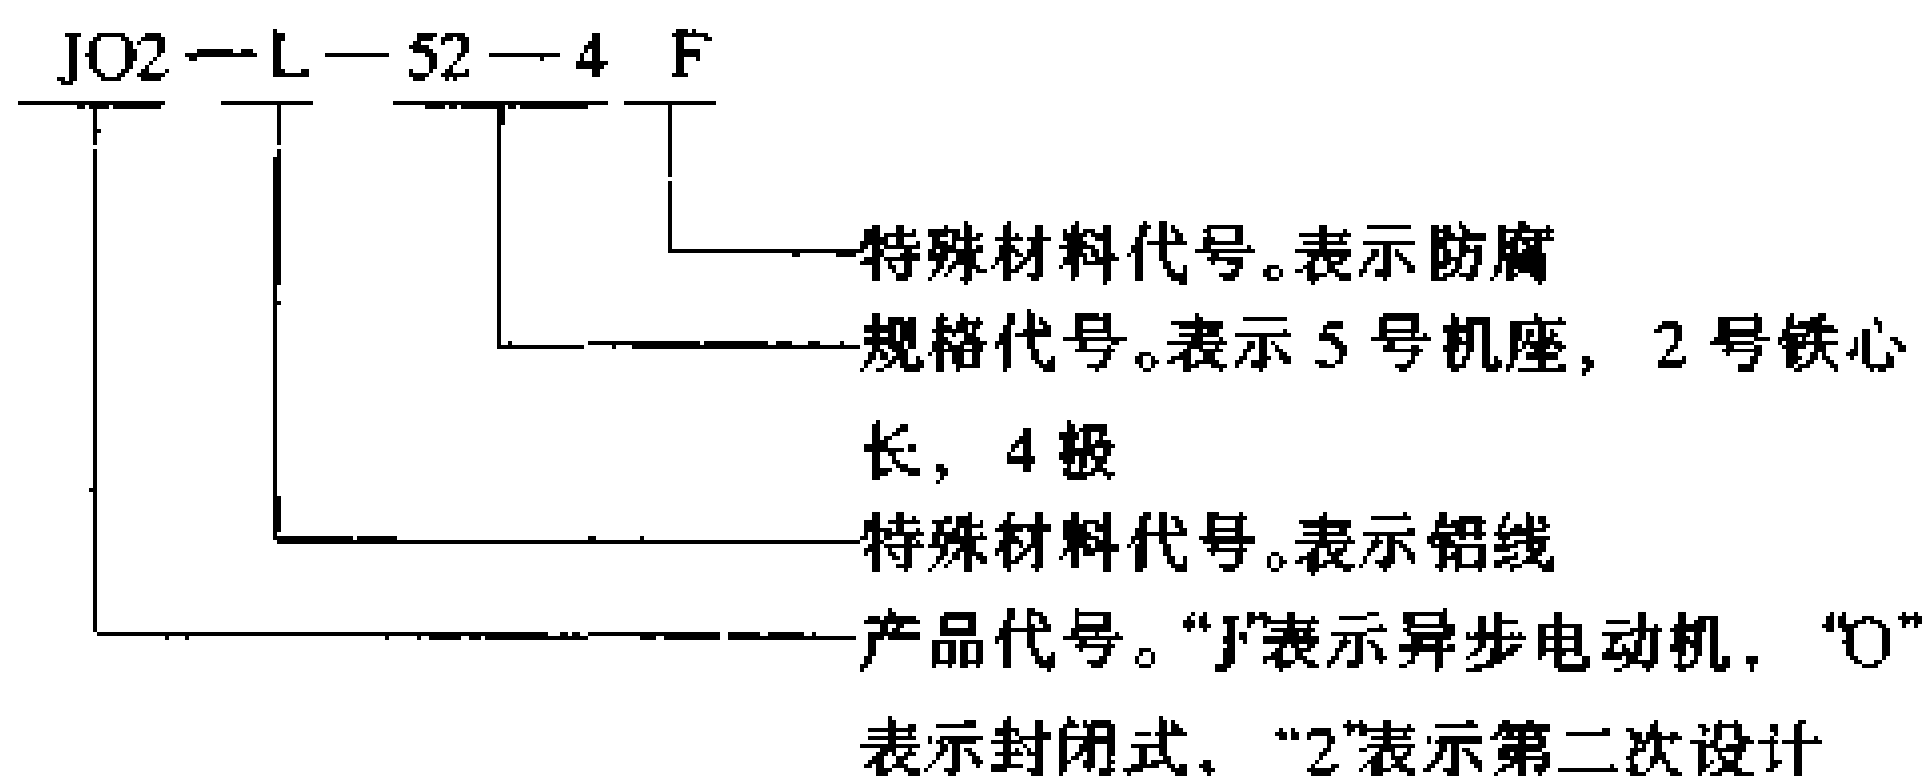 JO2—L—52—4 F
特殊材料代号。表示防腐
规格代号。表示 5 号机座， 2 号铁心
长， 4 极
特殊材料代号。表示铝线
产品代号。“J”表示异步电动机， “O”
表示封闭式， “2”表示第二次设计